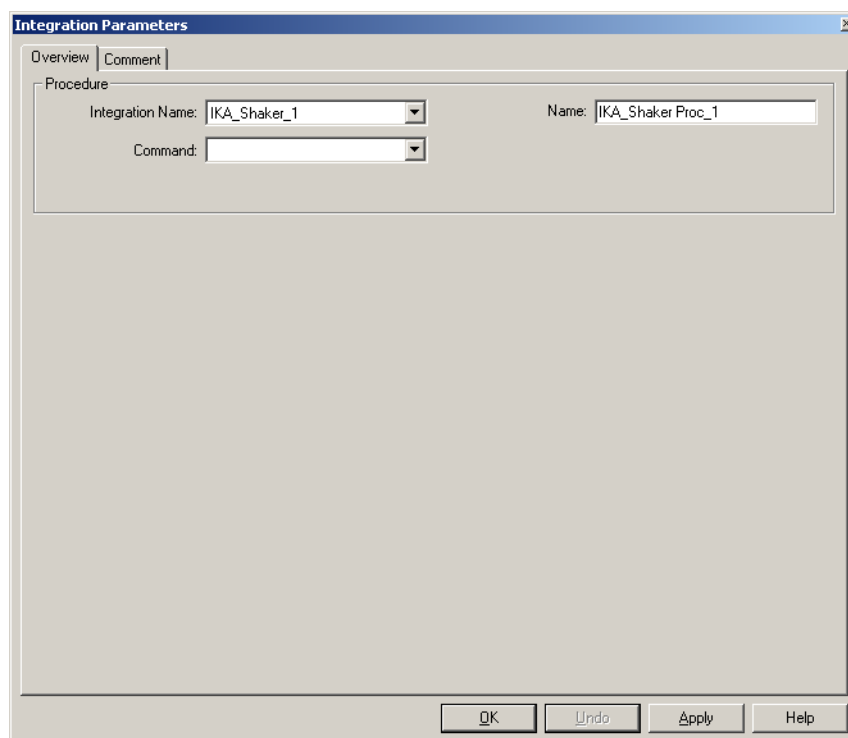 Integration Parameters
Overview Comment
Procedure
Integration Name: IKA_Shaker_1 Name: IKA_Shaker Proc_1
Command:
OK Undo Apply Help